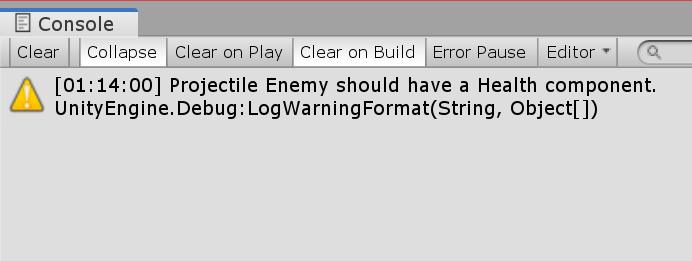 Console
Clear Collapse Clear on Play Clear on Build Error Pause Editor
[01:14:00] Projectile Enemy should have a Health component.
UnityEngine.Debug:LogWarningFormat(String, Object[])